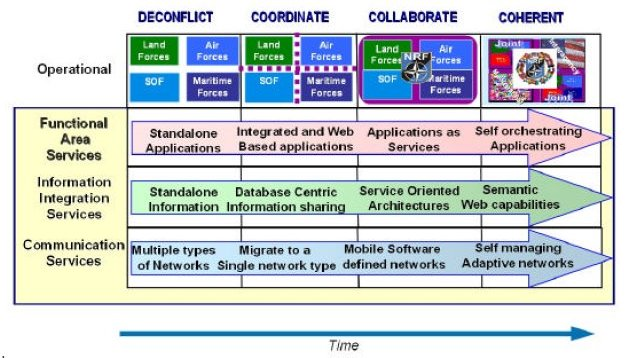 DECONFLICT COORDINATE COLLABORATE COHERENT
Operational
Land Forces
Air Forces
SOF
Maritime Forces
Land Forces
Air Forces
SOF
Maritime Forces
Land Forces
Air Forces
SOF
Maritime Forces
NRF
Joint
Joint
Functional
Area
Services
Standalone
Applications
Integrated and Web
Based applications
Applications as
Services
Self orchestrating
Applications
Information
Integration
Services
Standalone
Information
Database Centric
Information sharing
Service Oriented
Architectures
Semantic
Web capabilities
Communication
Services
Multiple types
of Networks
Migrate to a
Single network type
Mobile Software
defined networks
Self managing
Adaptive networks
Time